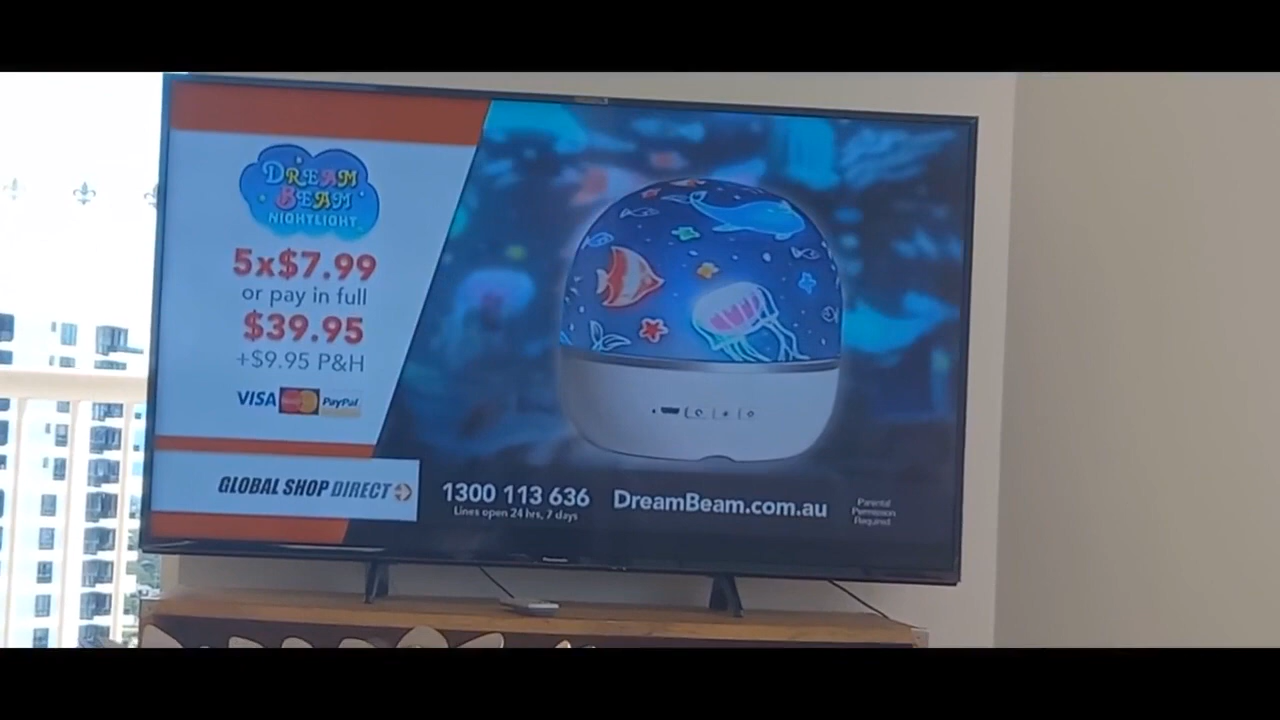 DREAM
BEAM
NIGHTLIGHT
5x$7.99
or pay in full
$39.95
+$9.95 P&H
VISA PayPal
GLOBAL SHOP DIRECT
1300 113 636
Lines open 24 hrs, 7 days
DreamBeam.com.au
Parental
Permission
Required
Panasonic